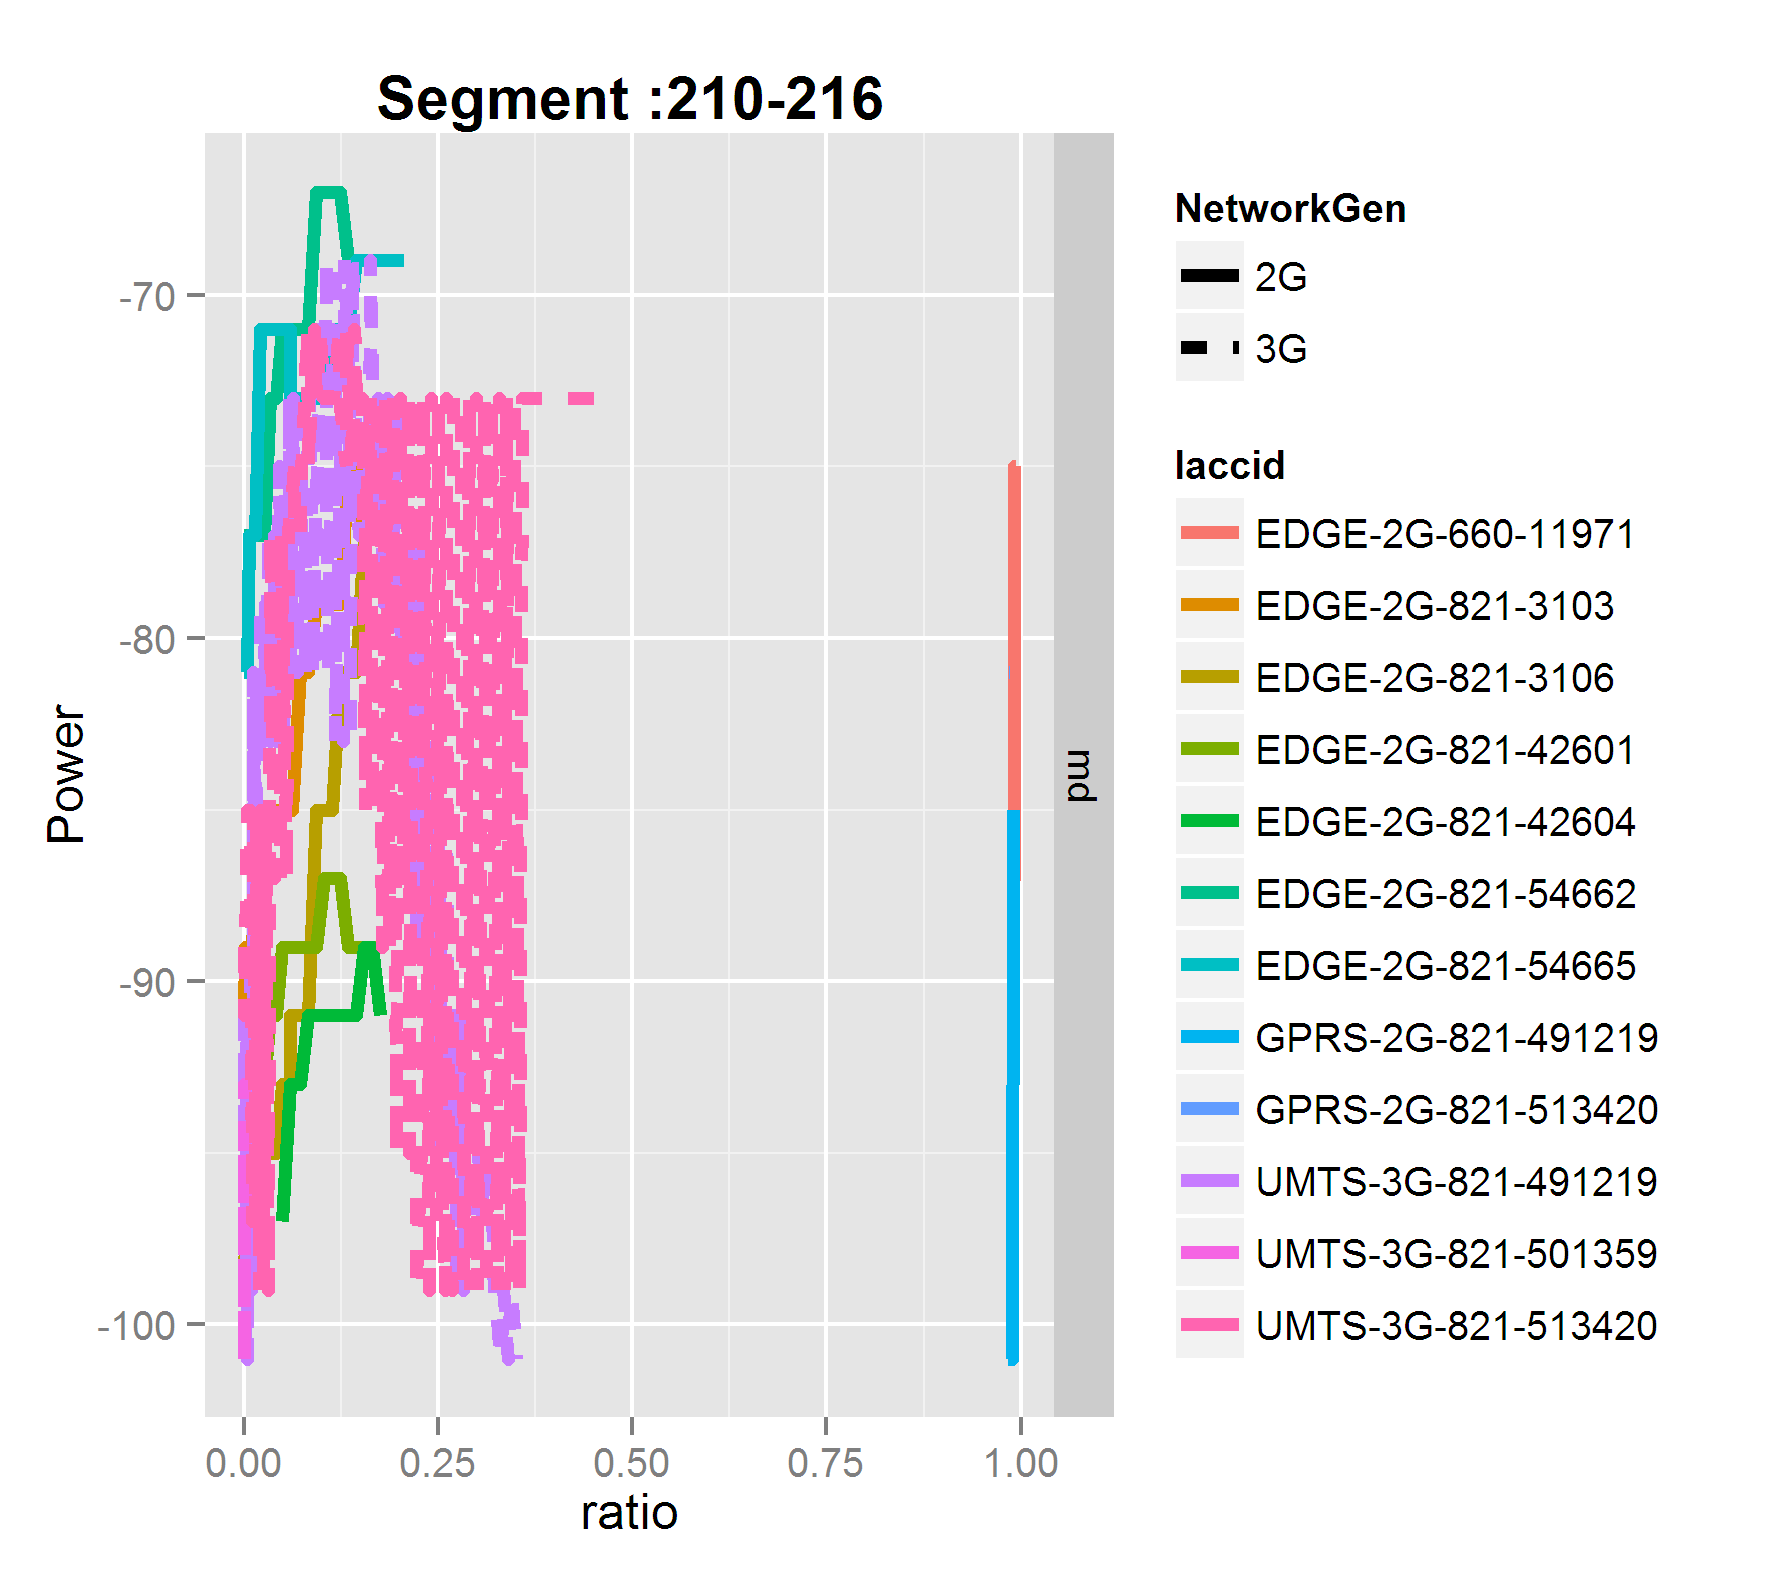 Segment :210-216
Power
-70
-80
-90
-100
0.00 0.25 0.50 0.75 1.00
ratio
md
NetworkGen
2G
3G
laccid
EDGE-2G-660-11971
EDGE-2G-821-3103
EDGE-2G-821-3106
EDGE-2G-821-42601
EDGE-2G-821-42604
EDGE-2G-821-54662
EDGE-2G-821-54665
GPRS-2G-821-491219
GPRS-2G-821-513420
UMTS-3G-821-491219
UMTS-3G-821-501359
UMTS-3G-821-513420